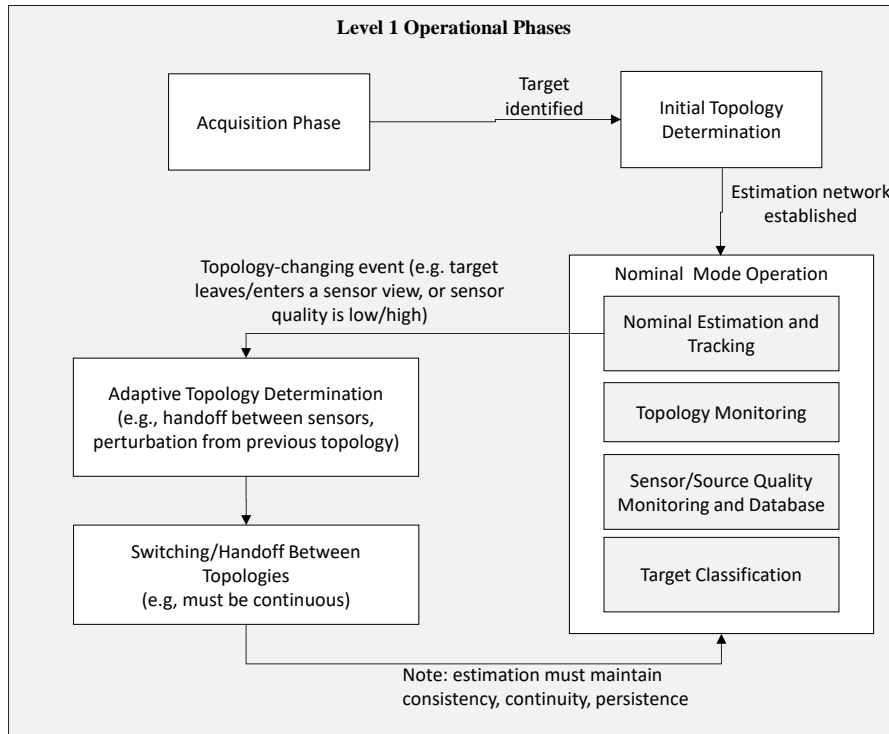 Level 1 Operational Phases
Acquisition Phase
Target
identified
Initial Topology
Determination
Estimation network
established
Topology-changing event (e.g. target
leaves/enters a sensor view, or sensor
quality is low/high)
Nominal Mode Operation
Nominal Estimation and
Tracking
Topology Monitoring
Sensor/Source Quality
Monitoring and Database
Target Classification
Adaptive Topology Determination
(e.g., handoff between sensors,
perturbation from previous topology)
Switching/Handoff Between
Topologies
(e.g, must be continuous)
Note: estimation must maintain
consistency, continuity, persistence